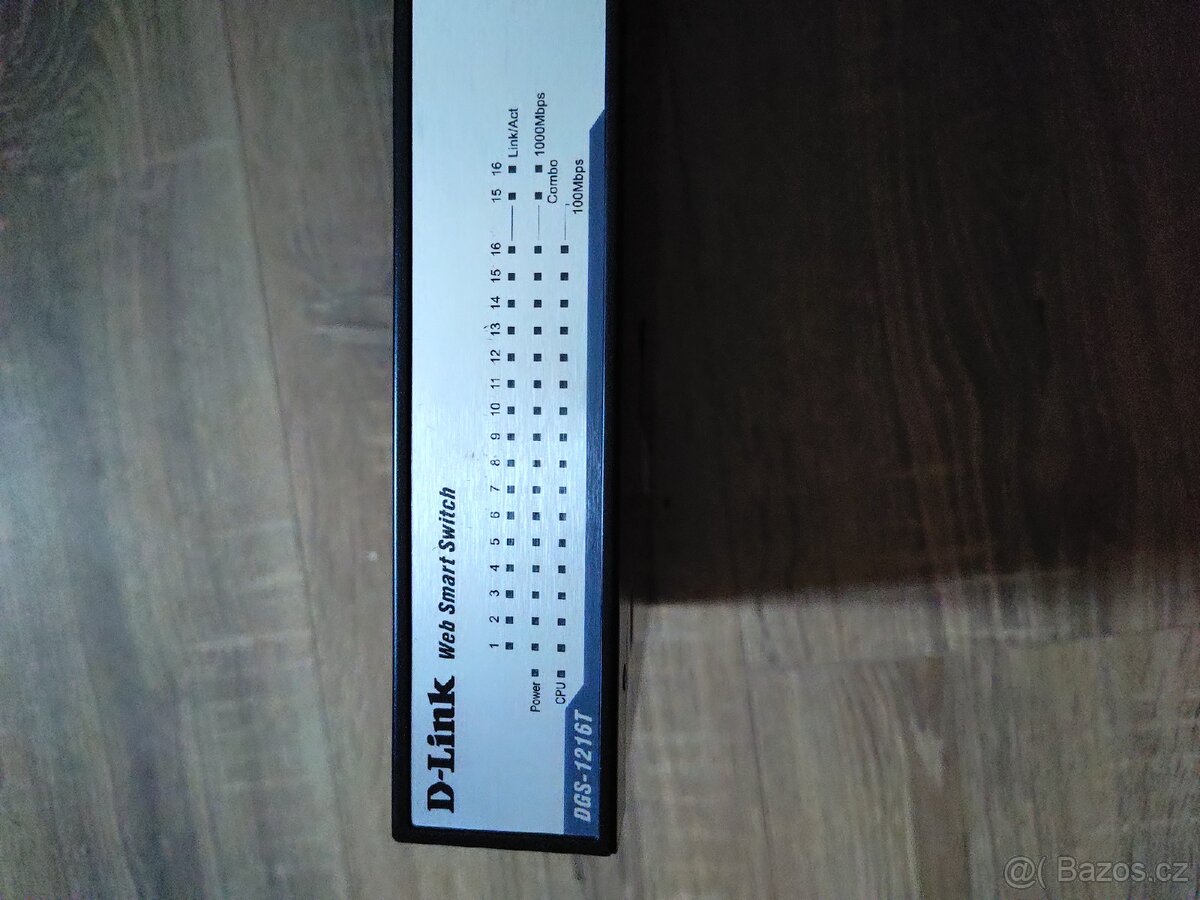 D-Link Web Smart Switch
1 2 3 4 5 6 7 8 9 10 11 12 13 14 15 16 15 16
Link/Act
Power 1000Mbps
Combo
CPU 100Mbps
DGS-1216T
@( Bazos.cz